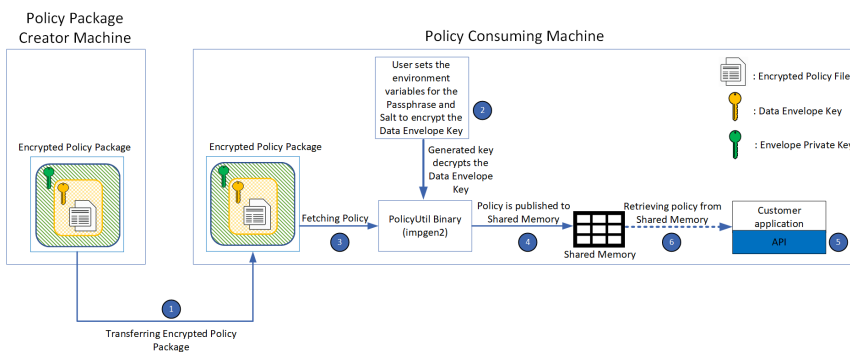 Policy Package
Creator Machine
Policy Consuming Machine
User sets the
environment
variables for the
Passphrase and
Salt to encrypt the
Data Envelope Key
2
: Encrypted Policy File
: Data Envelope Key
: Envelope Private Key
Encrypted Policy Package
Encrypted Policy Package
Generated key
decrypts the
Data Envelope
Key
Fetching Policy
3
PolicyUtil Binary
(impgen2)
Policy is published to
Shared Memory
4
Shared Memory
Retrieving policy from
Shared Memory
6
Customer
application
API
5
1
Transferring Encrypted Policy
Package